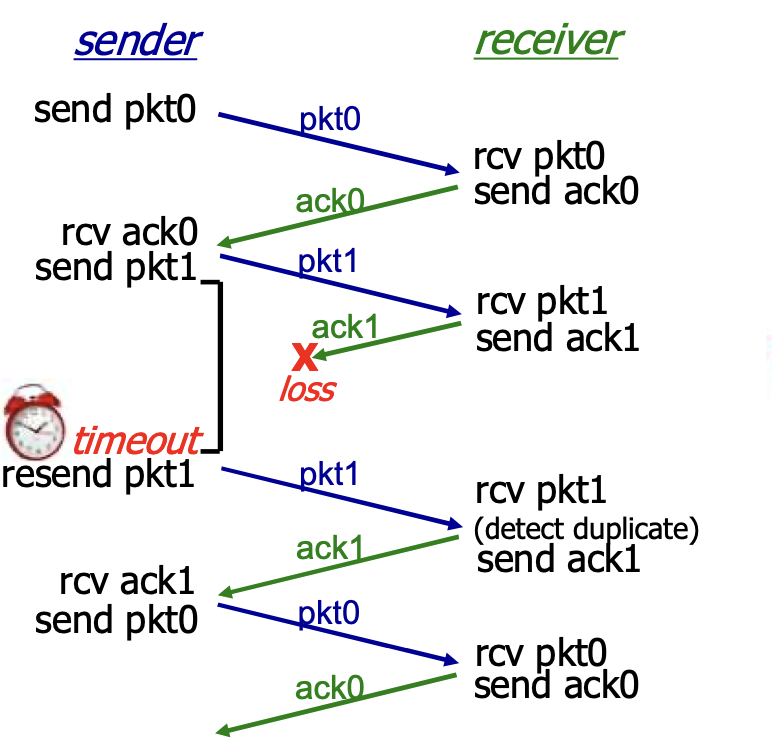 sender
receiver
send pkt0
pkt0
rcv pkt0
send ack0
ack0
rcv ack0
send pkt1
pkt1
rcv pkt1
send ack1
ack1
X
loss
timeout
resend pkt1
pkt1
rcv pkt1
(detect duplicate)
send ack1
ack1
rcv ack1
send pkt0
pkt0
rcv pkt0
send ack0
ack0